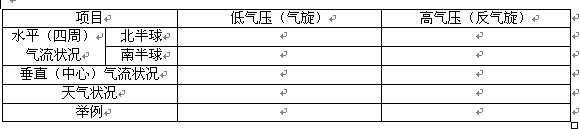 项目 低气压（气旋） 高气压（反气旋）
水平（四周）气流状况 北半球
南半球
垂直（中心）气流状况
天气状况
举例